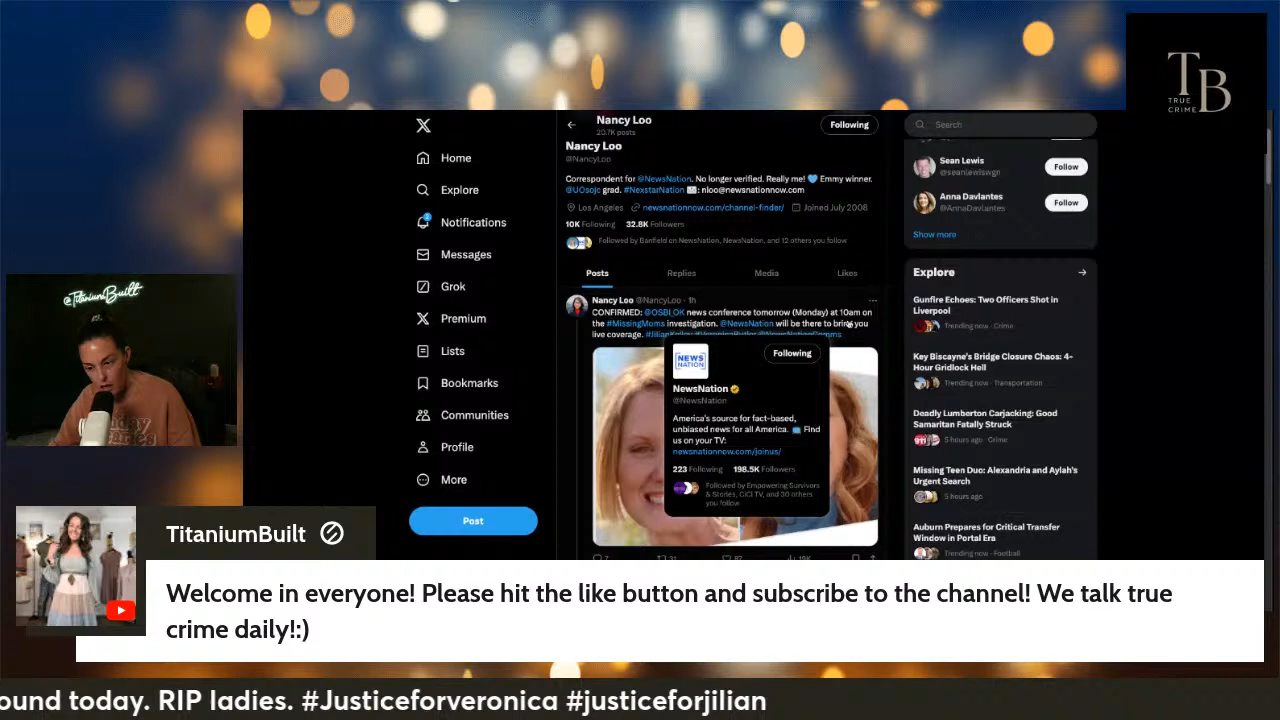 TB
TRUE
CRIME
X
Home
Explore
Notifications
Messages
Grok
Premium
Lists
Bookmarks
Communities
Profile
More
Post
Nancy Loo
20.7K posts
Following
Nancy Loo
@NancyLoo
Correspondent for @NewsNation. No longer verified. Really me! 💙 Emmy winner.
@UOsojc grad. #NexstarNation 📧: nloo@newsnationnow.com
Los Angeles newsnationnow.com/channel-finder/ Joined July 2008
10K Following 32.8K Followers
Followed by Banfield on NewsNation, NewsNation, and 12 others you follow
Posts Replies Media Likes
Nancy Loo @NancyLoo · 1h
CONFIRMED: @OSBI_OK news conference tomorrow (Monday) at 10am on
the #MissingMoms investigation. @NewsNation will be there to bring you
live coverage.
NEWS
NATION
Following
NewsNation
@NewsNation
America's source for fact-based,
unbiased news for all America. 📺 Find
us on your TV:
newsnationnow.com/joinus/
223 Following 198.5K Followers
Followed by Empowering Survivors
& Stories, CiCi TV, and 30 others
you follow
7 31 87 19K
Search
Sean Lewis
@seanlewiswgn
Follow
Anna Davlantes
@AnnaDavlantes
Follow
Show more
Explore
Gunfire Echoes: Two Officers Shot in
Liverpool
Trending now · Crime
Key Biscayne's Bridge Closure Chaos: 4-
Hour Gridlock Hell
Trending now · Transportation
Deadly Lumberton Carjacking: Good
Samaritan Fatally Struck
5 hours ago · Crime
Missing Teen Duo: Alexandria and Aylah's
Urgent Search
5 hours ago
Auburn Prepares for Critical Transfer
Window in Portal Era
Trending now · Football
@TitaniumBuilt
TitaniumBuilt
Welcome in everyone! Please hit the like button and subscribe to the channel! We talk true
crime daily!:)
ound today. RIP ladies. #Justiceforveronica #justiceforjilian